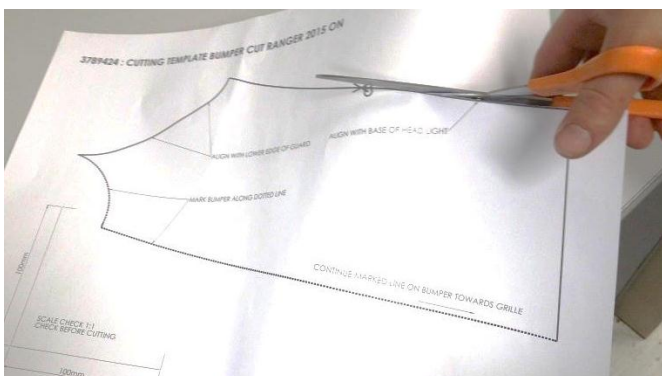 3789424 : CUTTING TEMPLATE BUMPER CUT RANGER 2015 ON
ALIGN WITH BASE OF HEAD LIGHT
ALIGN WITH LOWER EDGE OF GUARD
MARK BUMPER ALONG DOTTED LINE
CONTINUE MARKED LINE ON BUMPER TOWARDS GRILLE
100mm
SCALE CHECK 1:1
CHECK BEFORE CUTTING
100mm